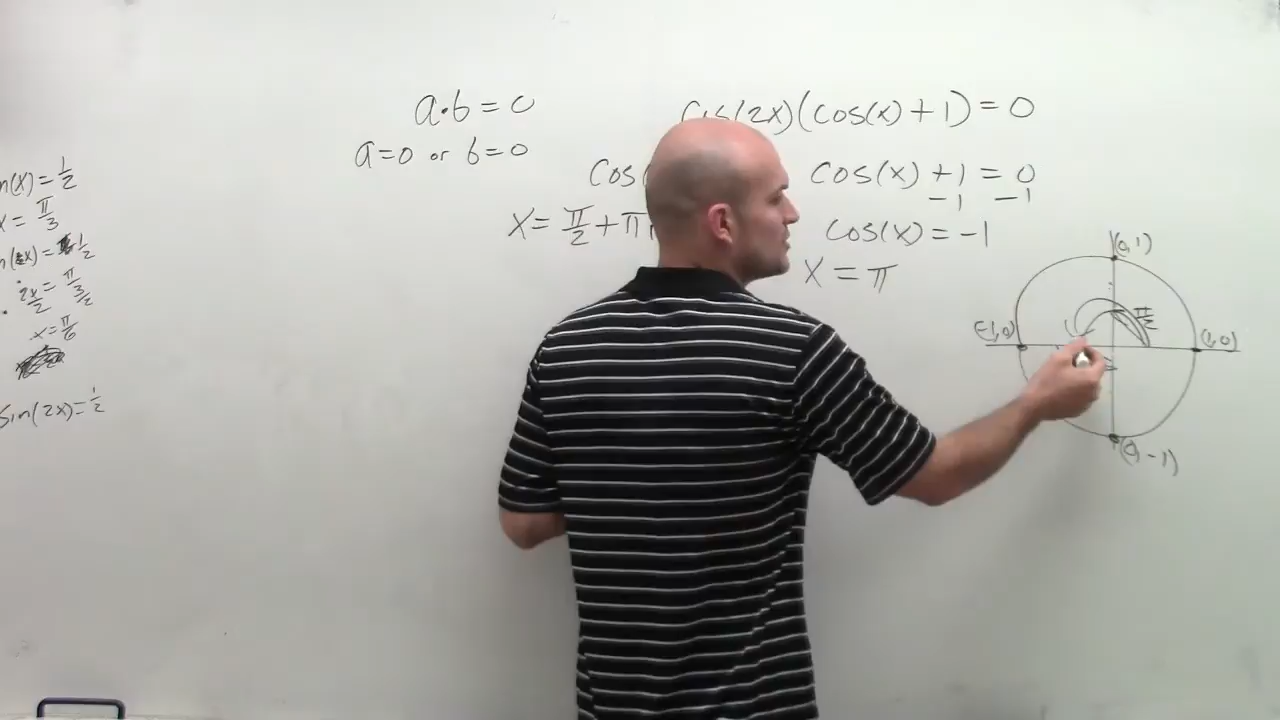 a·b = 0
a=0 or b=0
(2x)(cos(x)+1) = 0
cos(
x = π/2 + π
cos(x) + 1 = 0
-1 -1
cos(x) = -1
x = π
(0,1)
π/2
(-1,0)
(1,0)
(0,-1)
n(x) = 1/2
x = π/3
1/2
2x/2 = π/3/2
x = π/6
Sin(2x) = 1/2